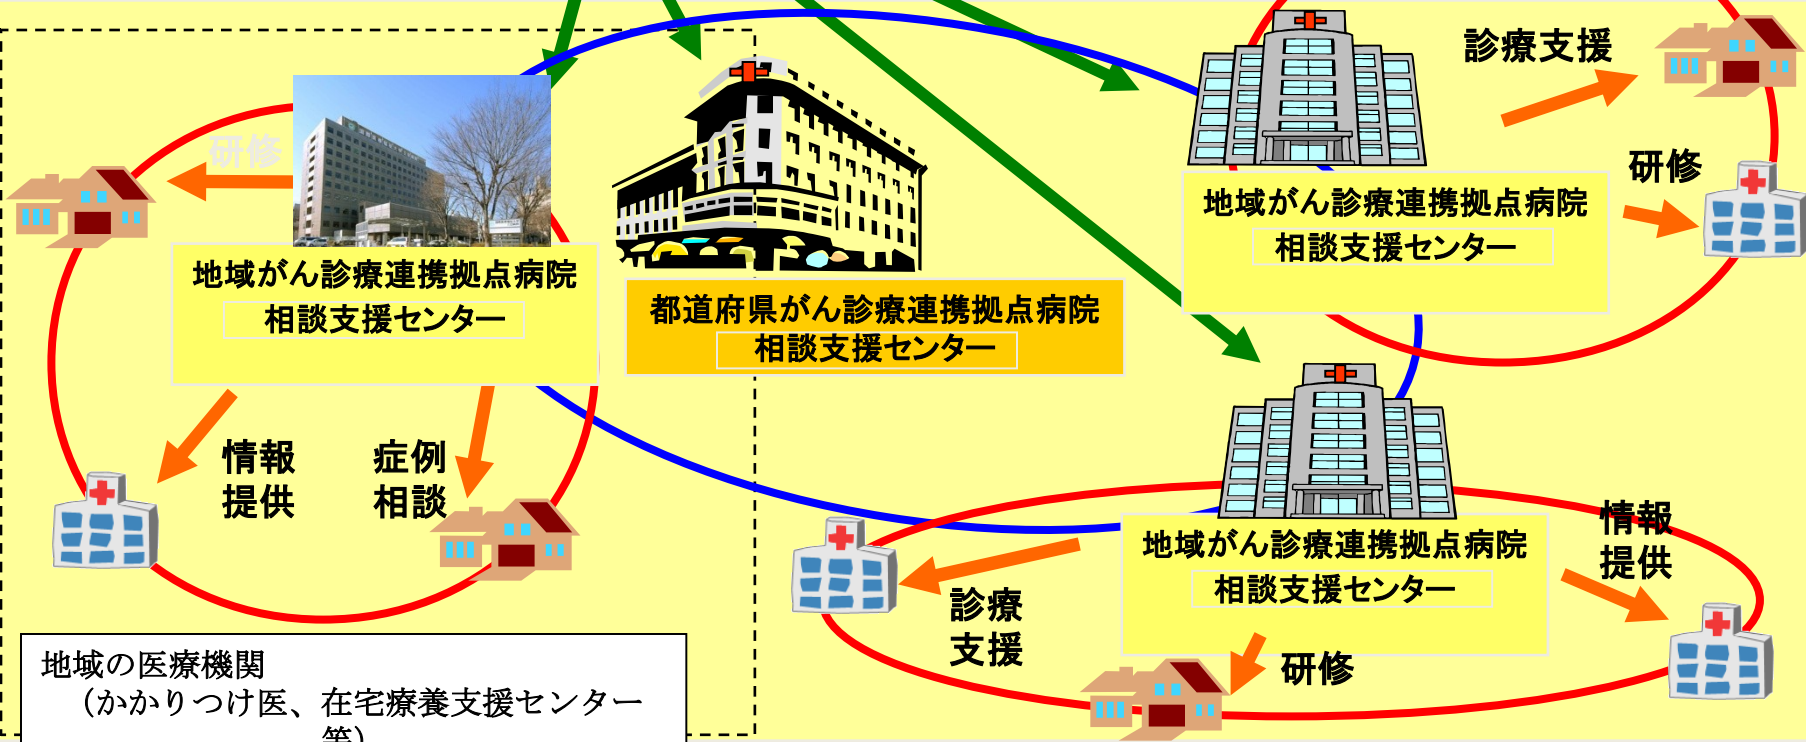 診療支援
研修
研修
地域がん診療連携拠点病院
相談支援センター
地域がん診療連携拠点病院
相談支援センター
都道府県がん診療連携拠点病院
相談支援センター
情報
提供
症例
相談
地域がん診療連携拠点病院
相談支援センター
情報
提供
診療
支援
研修
地域の医療機関
（かかりつけ医、在宅療養支援センター
等）